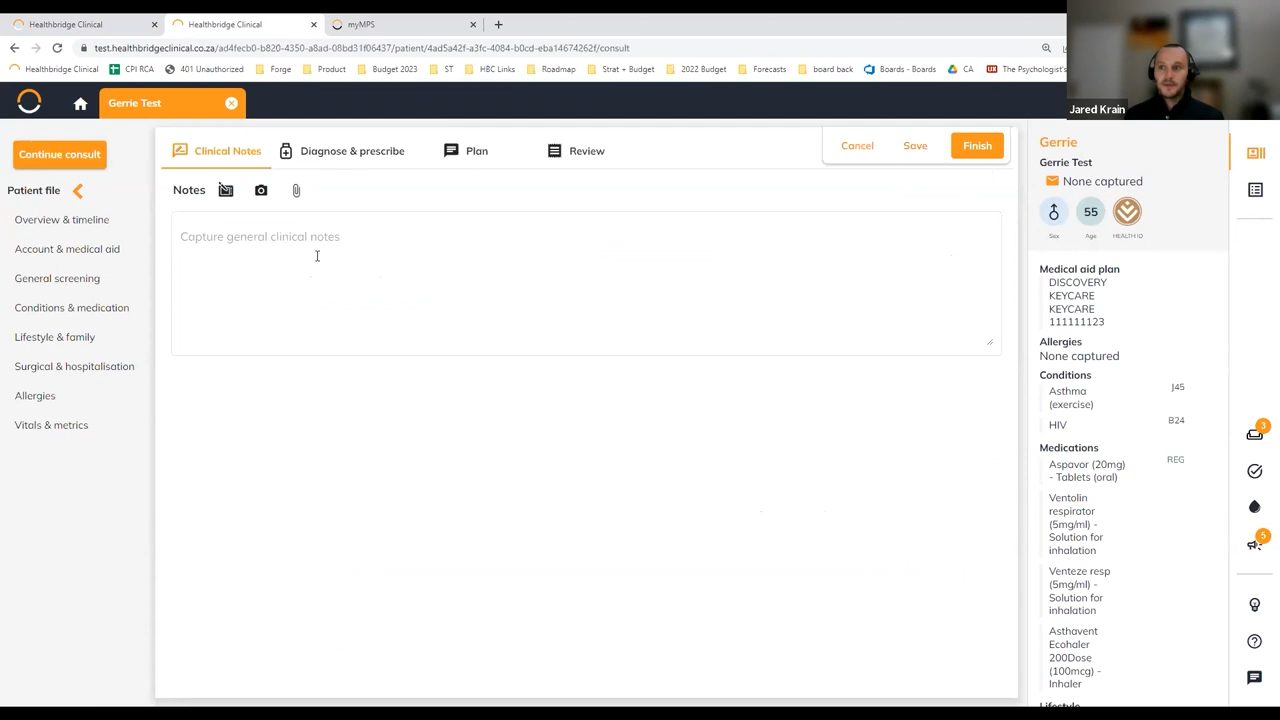 Healthbridge Clinical
Healthbridge Clinical
myMPS
test.healthbridgeclinical.co.za/ad4fecb0-b820-4350-a8ad-08bd31f06437/patient/4ad5a42f-a3fc-4084-b0cd-eba14674262f/consult
Healthbridge Clinical
CPI RCA
401 Unauthorized
Forge
Product
Budget 2023
ST
HBC Links
Roadmap
Strat + Budget
2022 Budget
Forecasts
board back
Boards - Boards
CA
UX
The Psychologist's
Jared Krain
Gerrie Test
Continue consult
Patient file
Overview & timeline
Account & medical aid
General screening
Conditions & medication
Lifestyle & family
Surgical & hospitalisation
Allergies
Vitals & metrics
Clinical Notes
Diagnose & prescribe
Plan
Review
Cancel
Save
Finish
Notes
Capture general clinical notes
Gerrie
Gerrie Test
None captured
55
Sex
Age
HEALTH ID
Medical aid plan
DISCOVERY
KEYCARE
KEYCARE
111111123
Allergies
None captured
Conditions
Asthma J45
(exercise)
HIV B24
Medications
Aspavor (20mg) REG
- Tablets (oral)
Ventolin
respirator
(5mg/ml) -
Solution for
inhalation
Venteze resp
(5mg/ml) -
Solution for
inhalation
Asthavent
Ecohaler
200Dose
(100mcg) -
Inhaler
Lifestyle
3
5